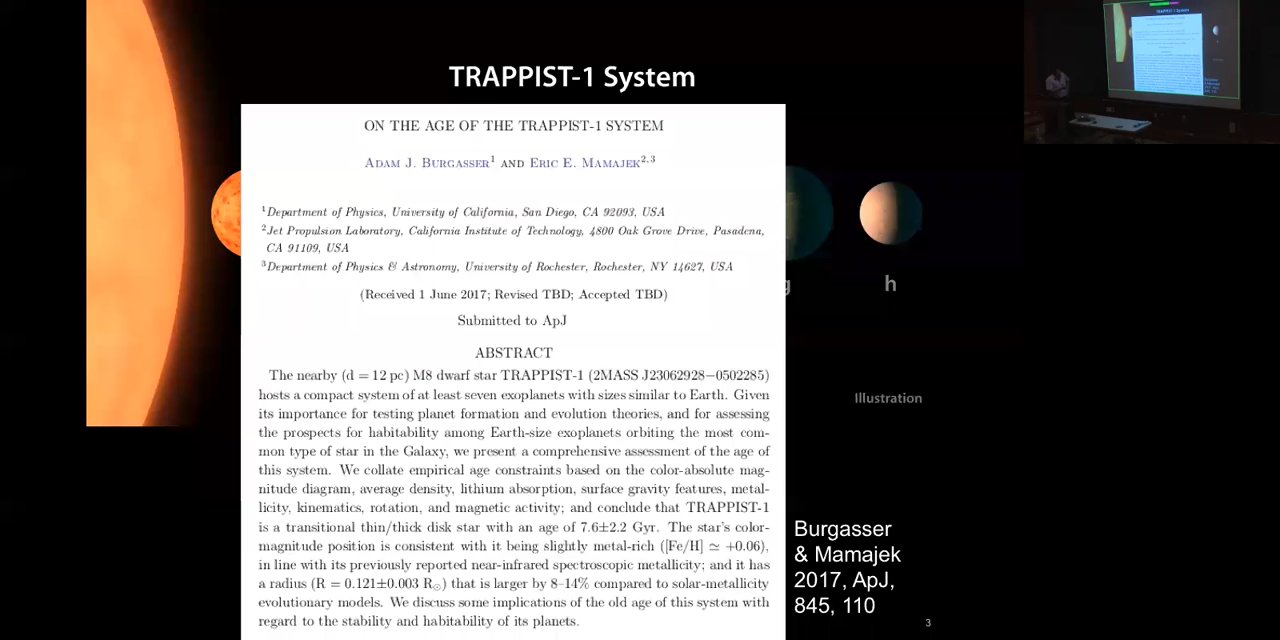 TRAPPIST-1 System
ON THE AGE OF THE TRAPPIST-1 SYSTEM
ADAM J. BURGASSER1 AND ERIC E. MAMAJEK2,3
1Department of Physics, University of California, San Diego, CA 92093, USA
2Jet Propulsion Laboratory, California Institute of Technology, 4800 Oak Grove Drive, Pasadena,
CA 91109, USA
3Department of Physics & Astronomy, University of Rochester, Rochester, NY 14627, USA
(Received 1 June 2017; Revised TBD; Accepted TBD)
Submitted to ApJ
ABSTRACT
The nearby (d = 12 pc) M8 dwarf star TRAPPIST-1 (2MASS J23062928−0502285)
hosts a compact system of at least seven exoplanets with sizes similar to Earth. Given
its importance for testing planet formation and evolution theories, and for assessing
the prospects for habitability among Earth-size exoplanets orbiting the most com-
mon type of star in the Galaxy, we present a comprehensive assessment of the age of
this system. We collate empirical age constraints based on the color-absolute mag-
nitude diagram, average density, lithium absorption, surface gravity features, metal-
licity, kinematics, rotation, and magnetic activity; and conclude that TRAPPIST-1
is a transitional thin/thick disk star with an age of 7.6±2.2 Gyr. The star's color-
magnitude position is consistent with it being slightly metal-rich ([Fe/H] ≃ +0.06),
in line with its previously reported near-infrared spectroscopic metallicity; and it has
a radius (R = 0.121±0.003 R☉) that is larger by 8–14% compared to solar-metallicity
evolutionary models. We discuss some implications of the old age of this system with
regard to the stability and habitability of its planets.
g
h
Illustration
Burgasser
& Mamajek
2017, ApJ,
845, 110
3